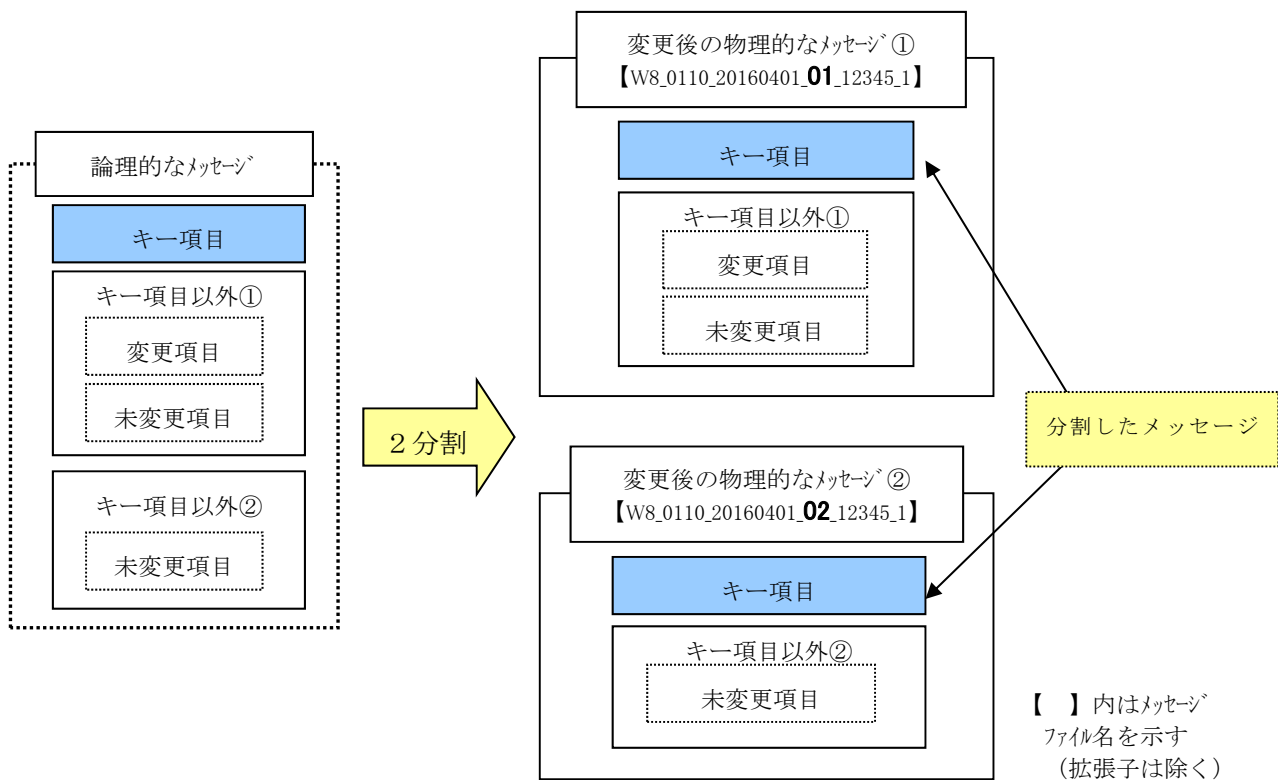 論理的なﾒｯｾｰｼﾞ
キー項目
キー項目以外①
変更項目
未変更項目
キー項目以外②
未変更項目
２分割
変更後の物理的なﾒｯｾｰｼﾞ①
【W8_0110_20160401_01_12345_1】
キー項目
キー項目以外①
変更項目
未変更項目
変更後の物理的なﾒｯｾｰｼﾞ②
【W8_0110_20160401_02_12345_1】
キー項目
キー項目以外②
未変更項目
分割したメッセージ
【　】内はﾒｯｾｰｼﾞ
ﾌｧｲﾙ名を示す
（拡張子は除く）